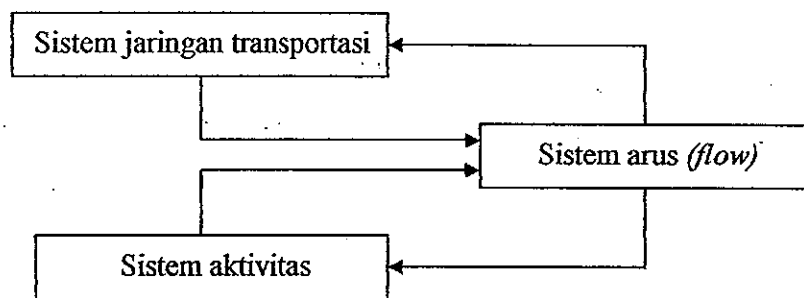 Sistem jaringan transportasi
Sistem arus (flow)
Sistem aktivitas